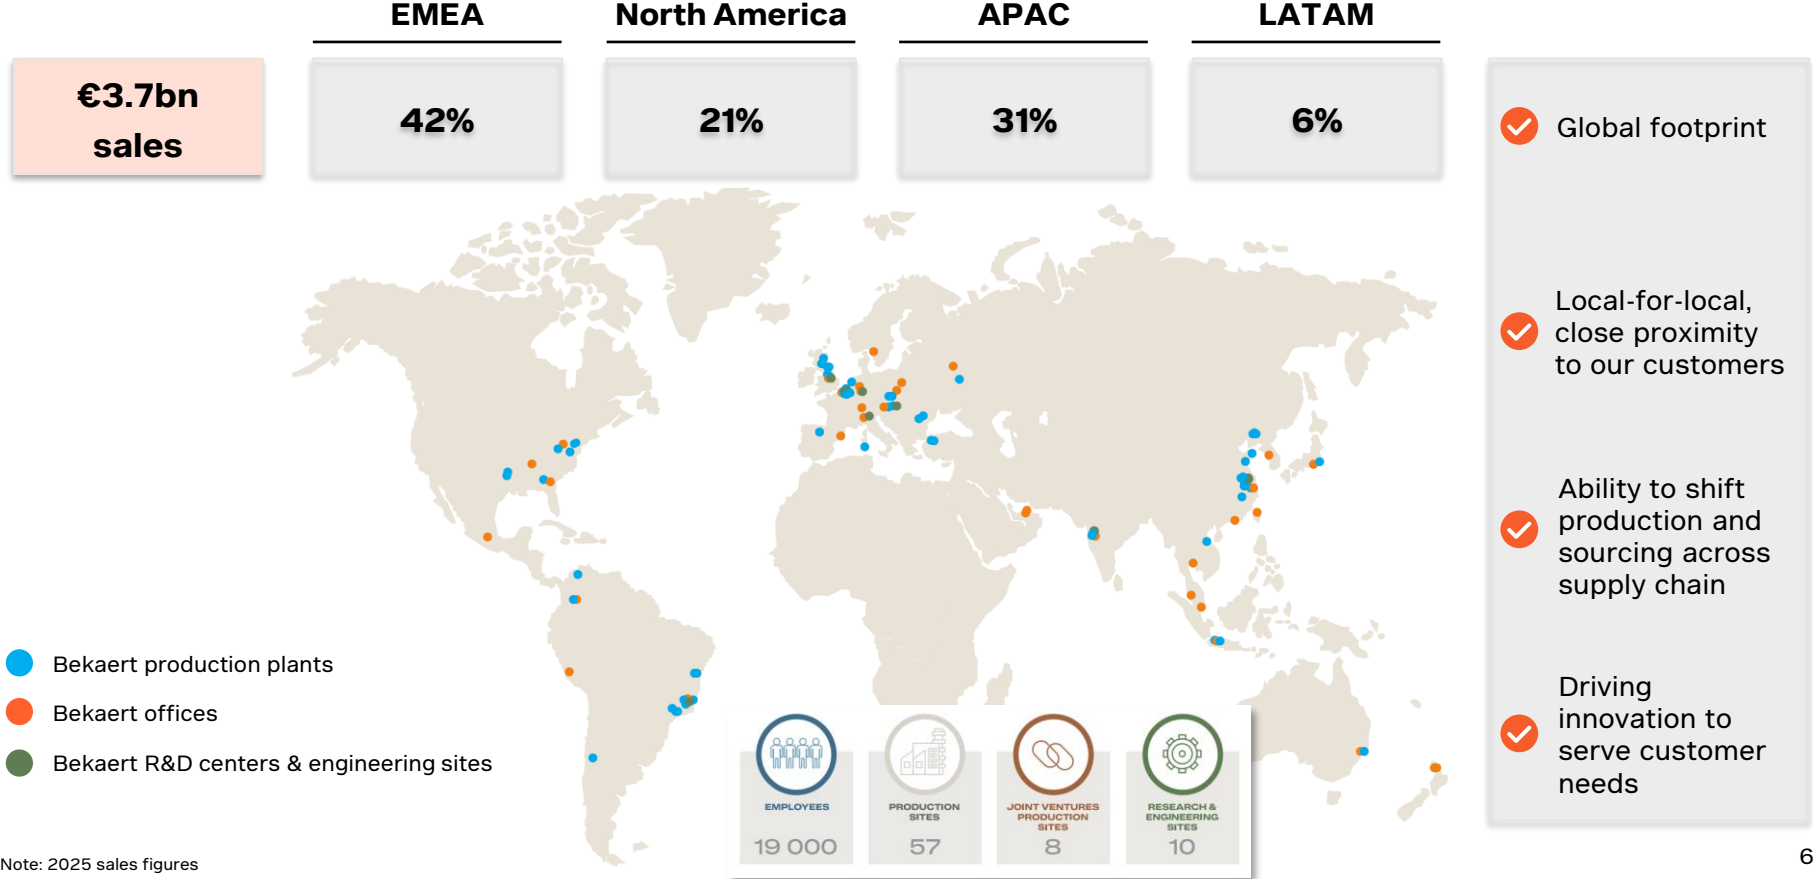 EMEA
North America
APAC
LATAM
€3.7bn
sales
42%
21%
31%
6%
Global footprint
Local-for-local,
close proximity
to our customers
Ability to shift
production and
sourcing across
supply chain
Driving
innovation to
serve customer
needs
Bekaert production plants
Bekaert offices
Bekaert R&D centers & engineering sites
EMPLOYEES
19 000
PRODUCTION
SITES
57
JOINT VENTURES
PRODUCTION
SITES
8
RESEARCH &
ENGINEERING
SITES
10
Note: 2025 sales figures
6